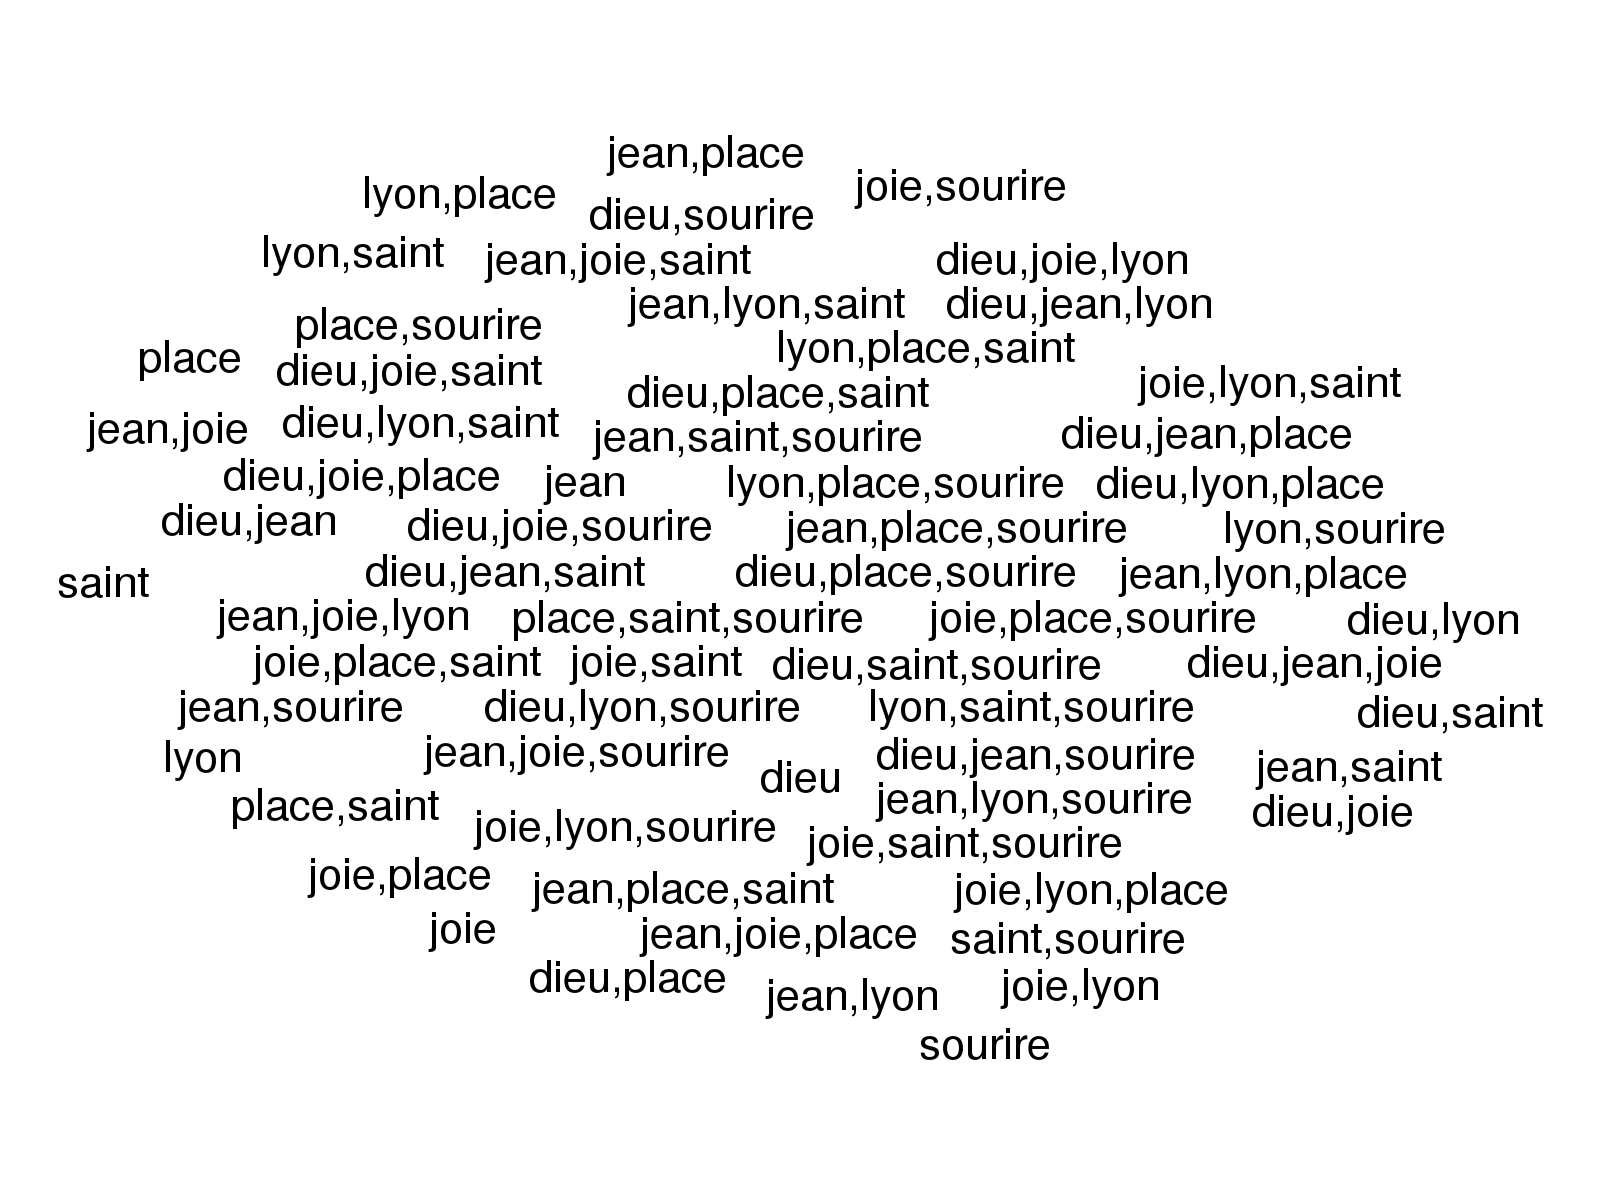 jean,place
lyon,place
joie,sourire
dieu,sourire
lyon,saint
jean,joie,saint
dieu,joie,lyon
jean,lyon,saint
dieu,jean,lyon
place,sourire
lyon,place,saint
place
dieu,joie,saint
joie,lyon,saint
dieu,place,saint
jean,joie
dieu,lyon,saint
jean,saint,sourire
dieu,jean,place
dieu,joie,place
jean
lyon,place,sourire
dieu,lyon,place
dieu,jean
dieu,joie,sourire
jean,place,sourire
lyon,sourire
saint
dieu,jean,saint
dieu,place,sourire
jean,lyon,place
jean,joie,lyon
place,saint,sourire
joie,place,sourire
dieu,lyon
joie,place,saint
joie,saint
dieu,saint,sourire
dieu,jean,joie
jean,sourire
dieu,lyon,sourire
lyon,saint,sourire
dieu,saint
lyon
jean,joie,sourire
dieu
dieu,jean,sourire
jean,saint
place,saint
jean,lyon,sourire
dieu,joie
joie,lyon,sourire
joie,saint,sourire
joie,place
jean,place,saint
joie,lyon,place
joie
jean,joie,place
saint,sourire
dieu,place
jean,lyon
joie,lyon
sourire